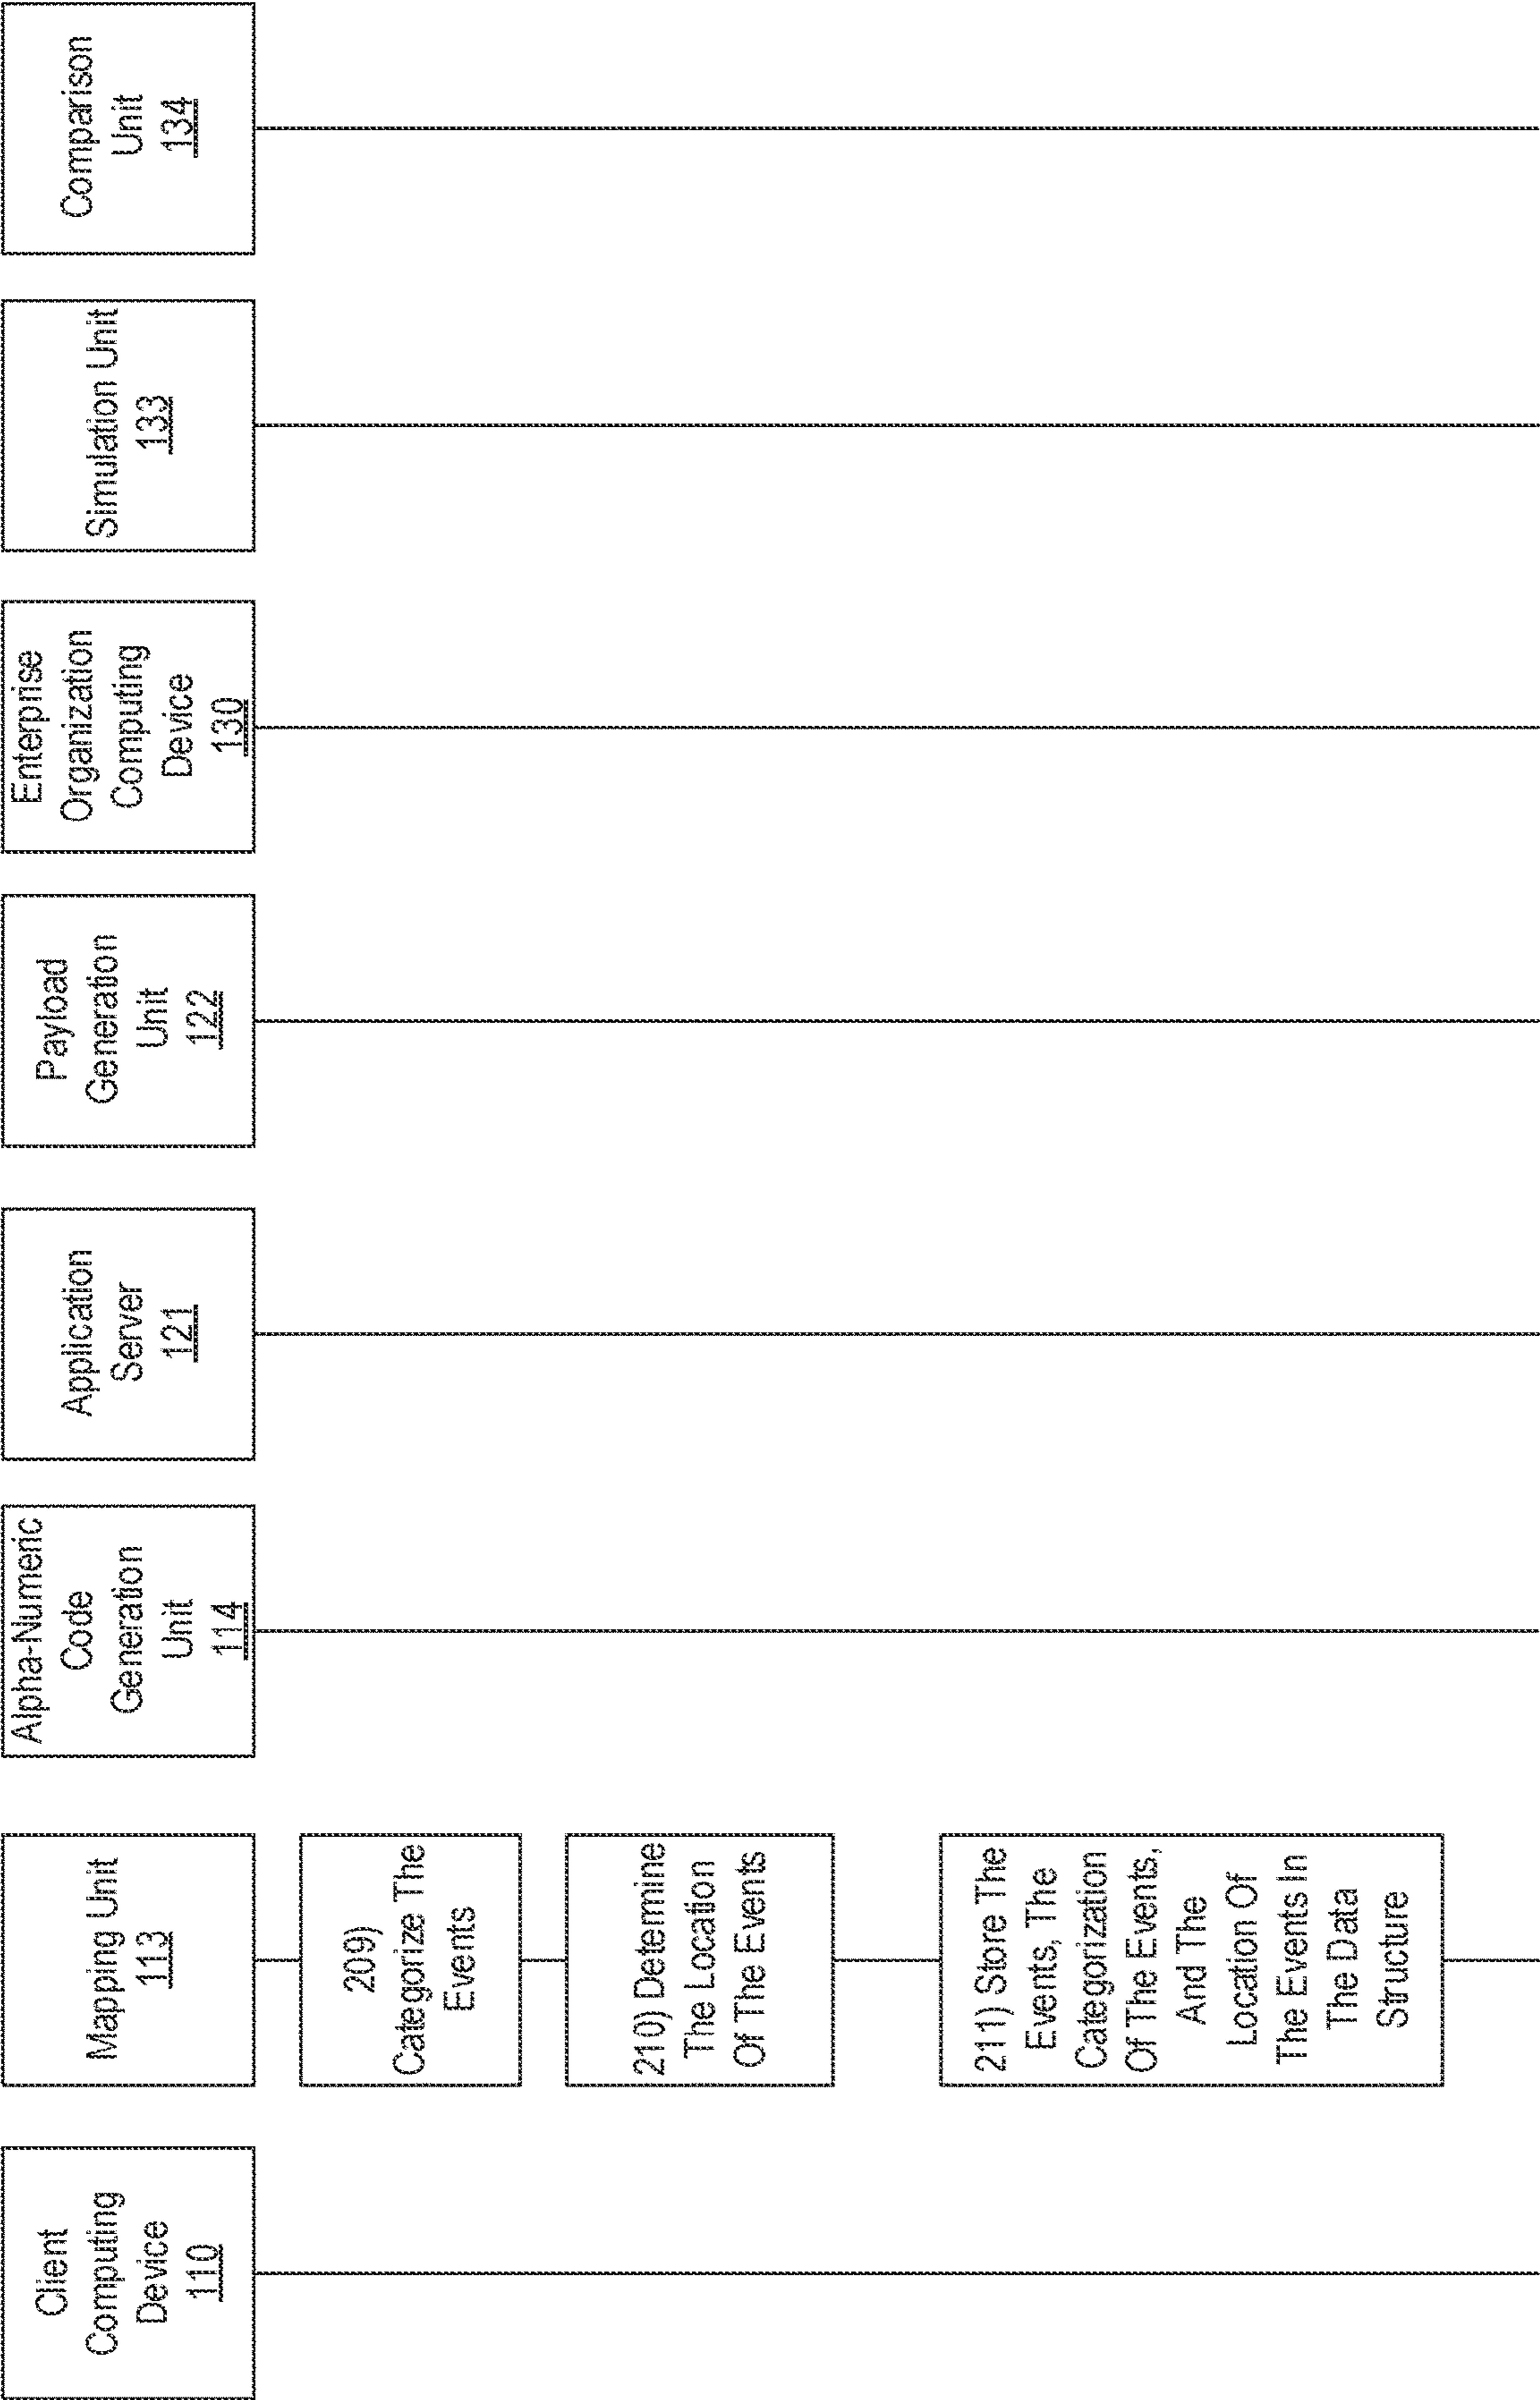 Client
Computing
Device
110
Mapping Unit
113
Alpha-Numeric
Code
Generation
Unit
114
Application
Server
121
Payload
Generation
Unit
122
Enterprise
Organization
Computing
Device
130
Simulation Unit
133
Comparison
Unit
134
209)
Categorize The
Events
210) Determine
The Location
Of The Events
211) Store The
Events, The
Categorization
Of The Events,
And The
Location Of
The Events In
The Data
Structure